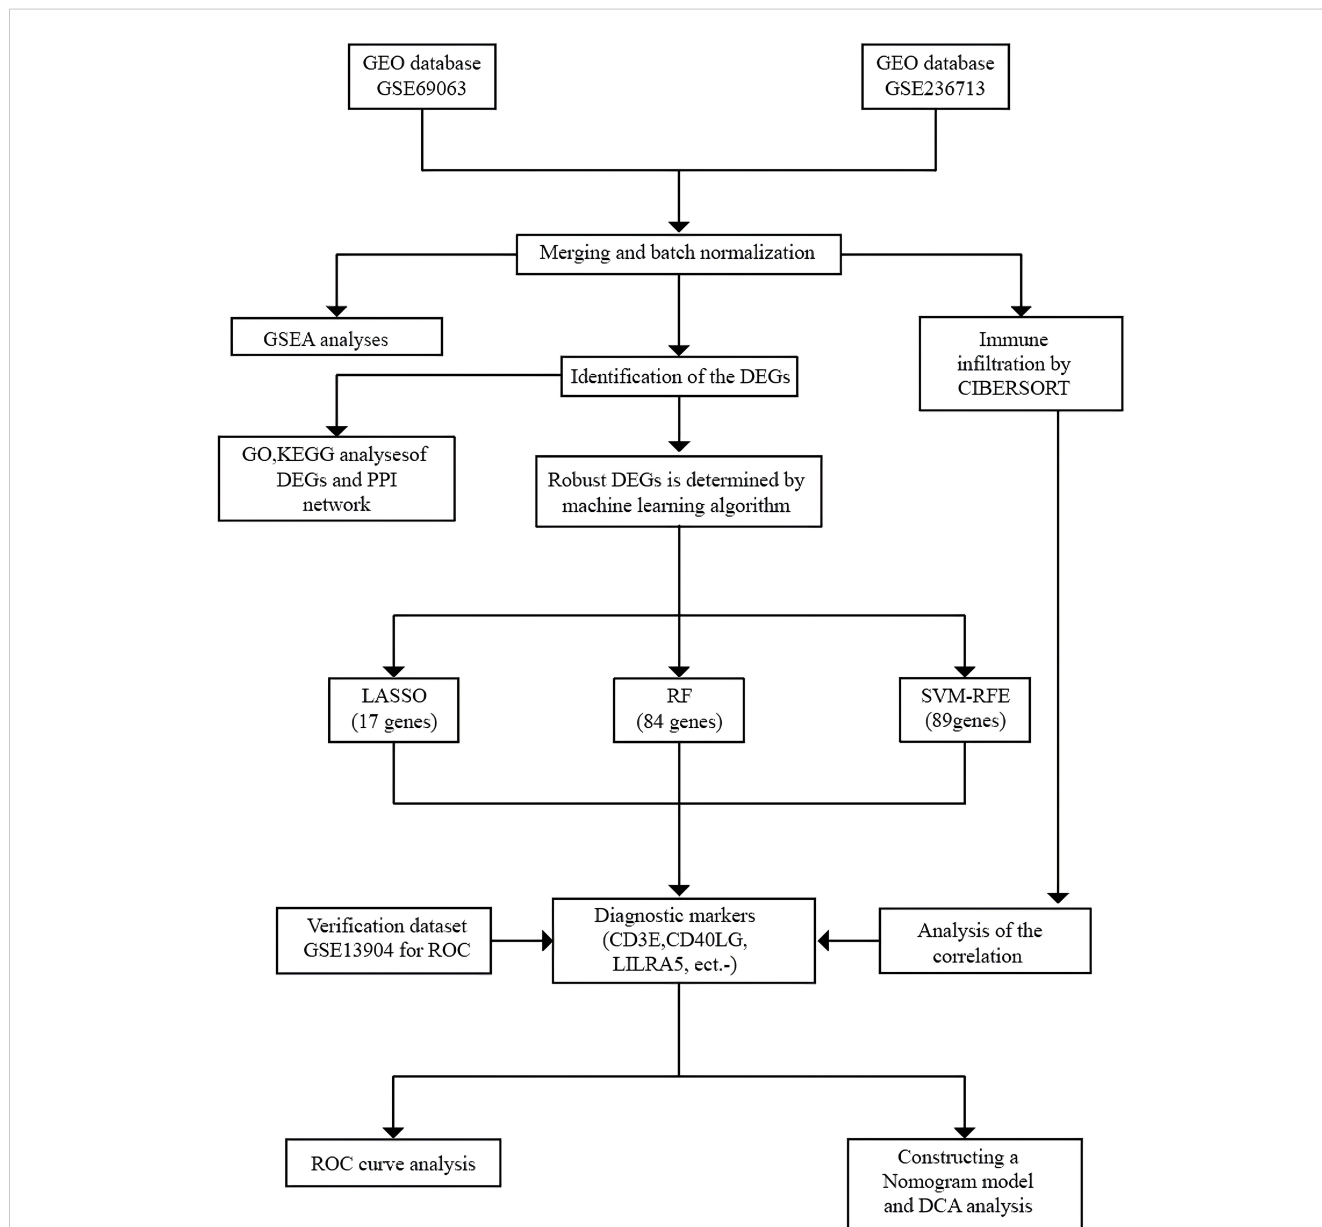 GEO database
GSE69063
GEO database
GSE236713
Merging and batch normalization
GSEA analyses
Immune
infiltration by
CIBERSORT
Identification of the DEGs
GO,KEGG analysesof
DEGs and PPI
network
Robust DEGs is determined by
machine learning algorithm
LASSO
(17 genes)
RF
(84 genes)
SVM-RFE
(89genes)
Verification dataset
GSE13904 for ROC
Diagnostic markers
(CD3E,CD40LG,
LILRA5, ect.-)
Analysis of the
correlation
ROC curve analysis
Constructing a
Nomogram model
and DCA analysis